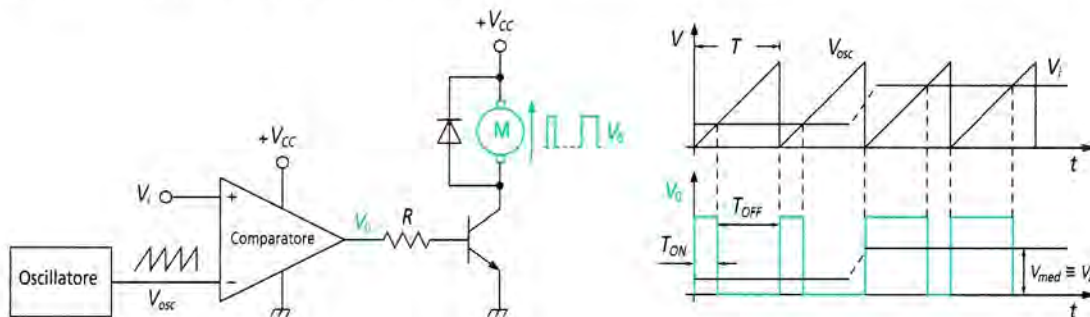 +V_CC
M
V_0
+V_CC
V_i
+
Comparatore
−
V_0
R
Oscillatore
V_osc
V
T
V_osc
V_i
t
V_0
T_OFF
T_ON
V_med ≡ V
t